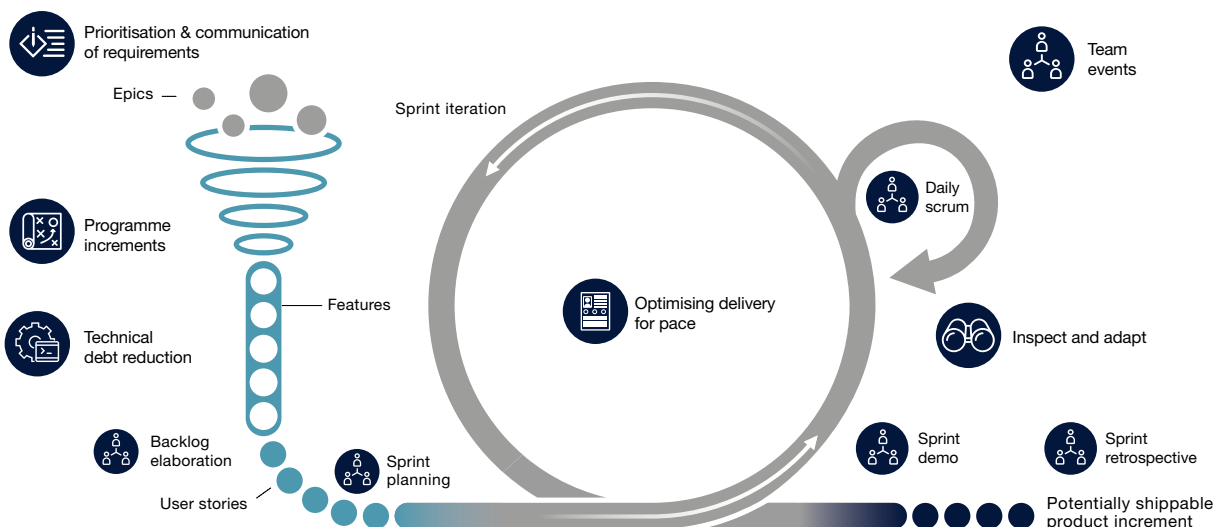 Prioritisation & communication
of requirements
Epics
Sprint iteration
Team
events
Daily
scrum
Programme
increments
Features
Optimising delivery
for pace
Technical
debt reduction
Inspect and adapt
Backlog
elaboration
Sprint
planning
Sprint
demo
Sprint
retrospective
User stories
Potentially shippable
product increment